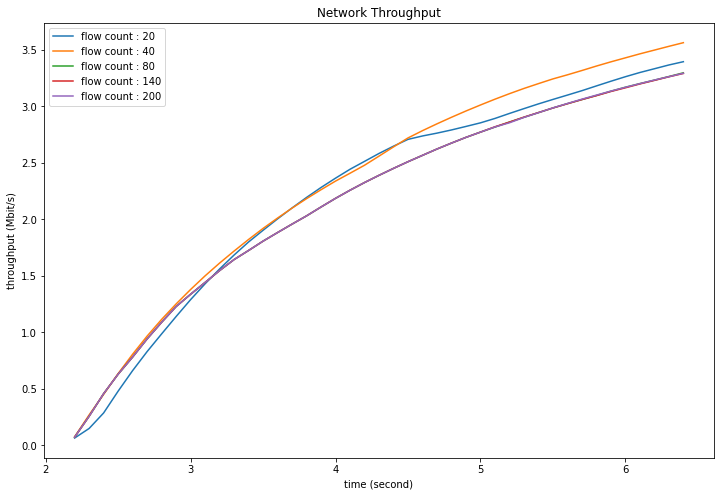 Network Throughput
flow count : 20
flow count : 40
flow count : 80
flow count : 140
flow count : 200
throughput (Mbit/s)
3.5
3.0
2.5
2.0
1.5
1.0
0.5
0.0
2 3 4 5 6
time (second)